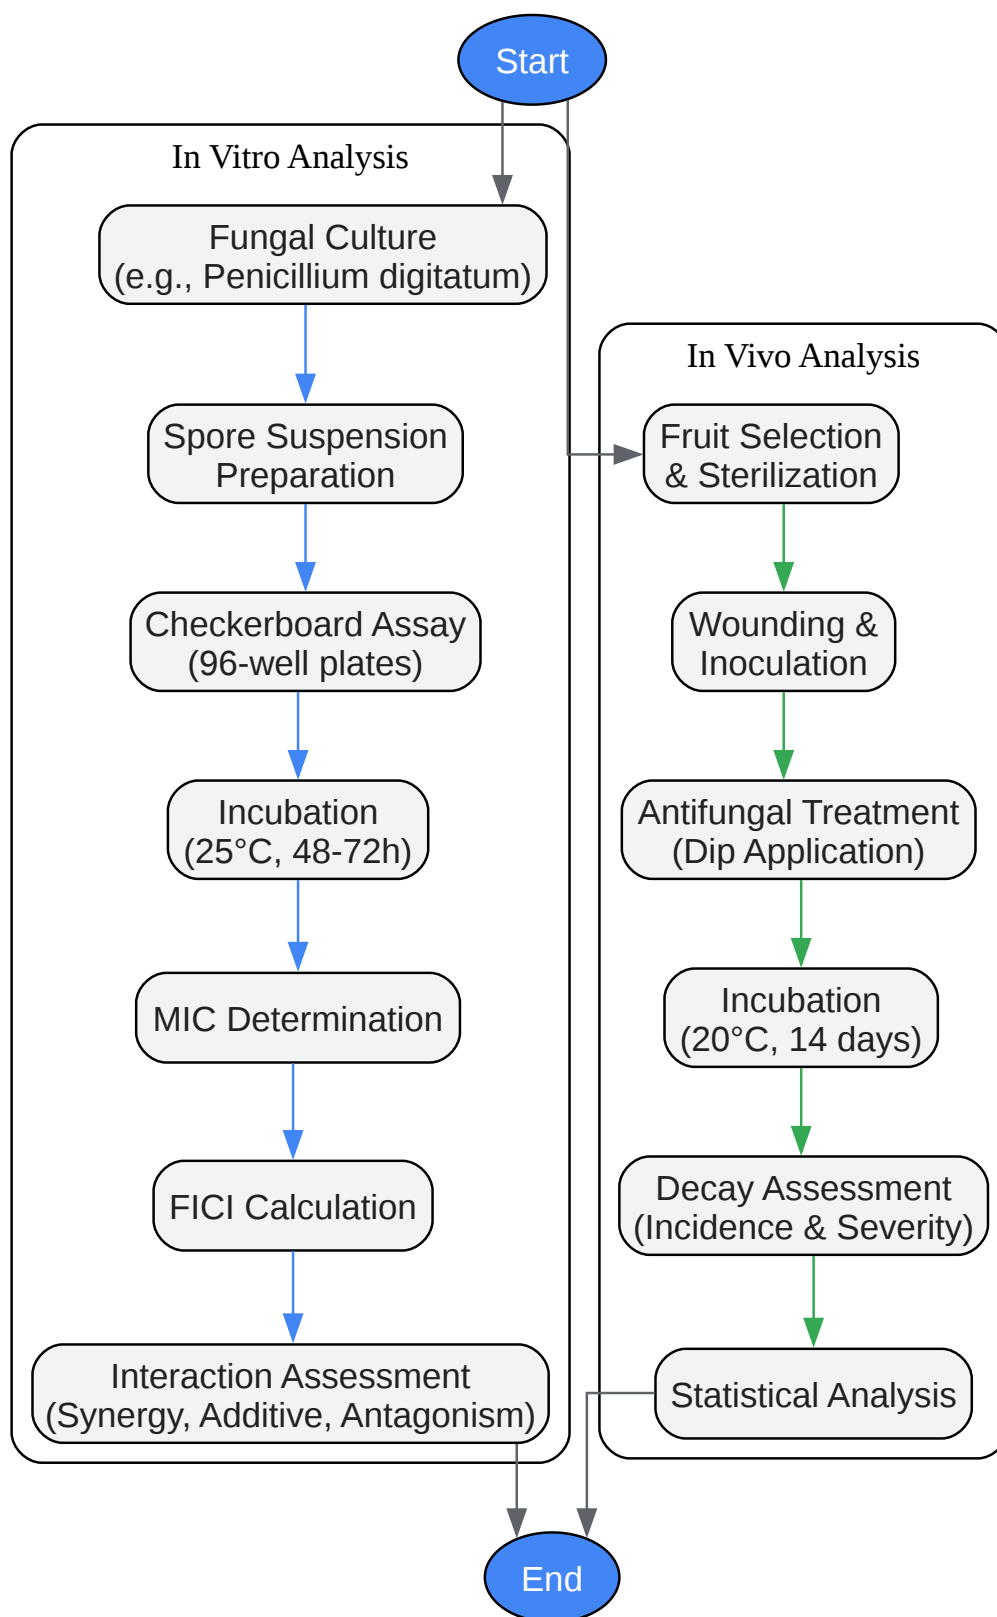 Start
In Vitro Analysis
Fungal Culture
(e.g., Penicillium digitatum)
Spore Suspension
Preparation
Checkerboard Assay
(96-well plates)
Incubation
(25°C, 48-72h)
MIC Determination
FICI Calculation
Interaction Assessment
(Synergy, Additive, Antagonism)
In Vivo Analysis
Fruit Selection
& Sterilization
Wounding &
Inoculation
Antifungal Treatment
(Dip Application)
Incubation
(20°C, 14 days)
Decay Assessment
(Incidence & Severity)
Statistical Analysis
End